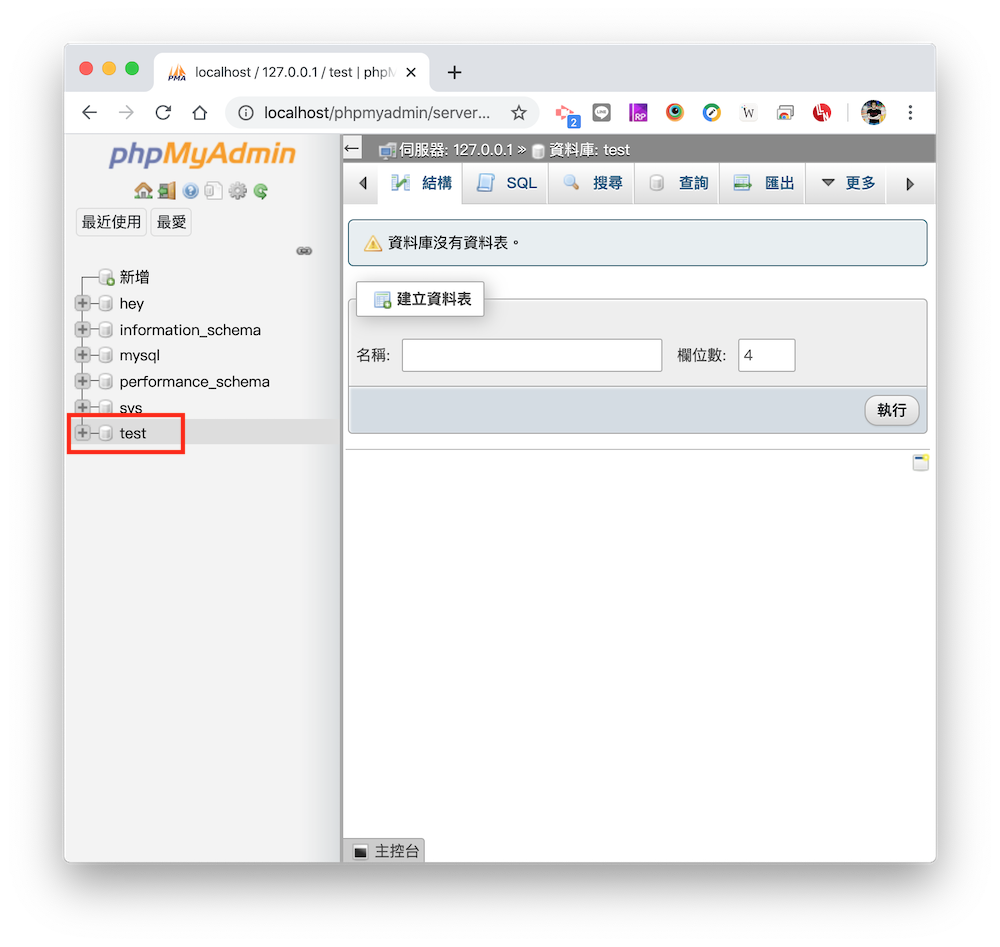 PMA localhost / 127.0.0.1 / test | phpM
localhost/phpmyadmin/server...
2
RP
W
phpMyAdmin
最近使用 最愛
新增
hey
information_schema
mysql
performance_schema
sys
test
伺服器: 127.0.0.1 » 資料庫: test
結構 SQL 搜尋 查詢 匯出 更多
資料庫沒有資料表。
建立資料表
名稱: 欄位數: 4
執行
主控台